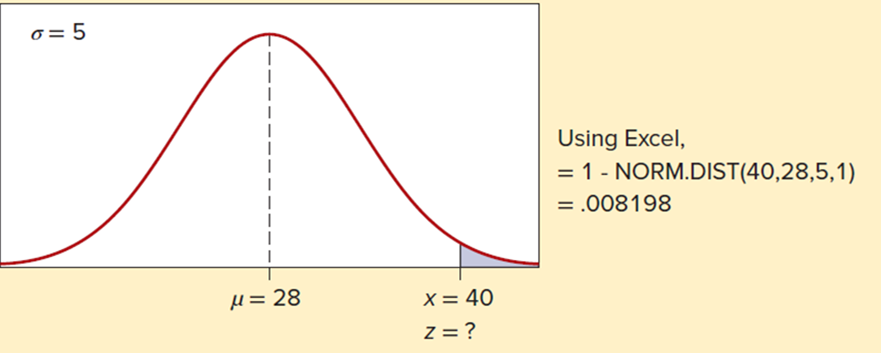 σ = 5
Using Excel,
= 1 - NORM.DIST(40,28,5,1)
= .008198
μ = 28
x = 40
z = ?